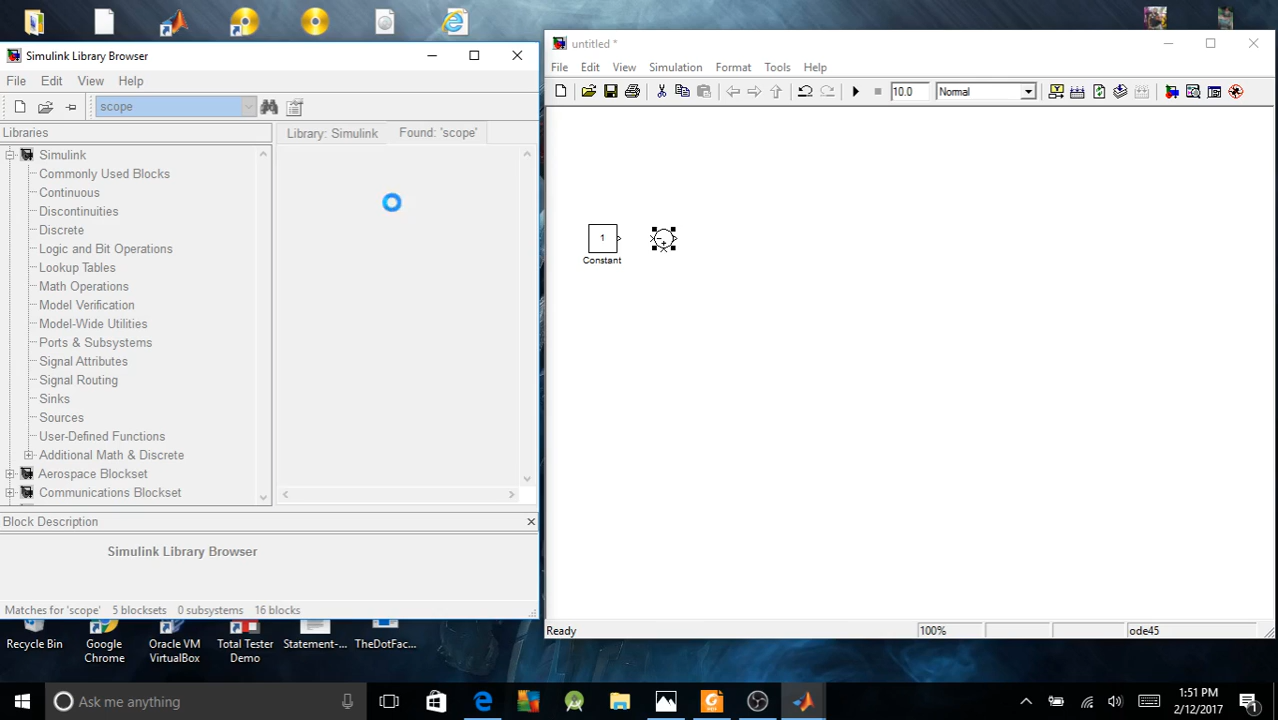 Simulink Library Browser
File Edit View Help
scope
Libraries
Library: Simulink Found: 'scope'
Simulink
Commonly Used Blocks
Continuous
Discontinuities
Discrete
Logic and Bit Operations
Lookup Tables
Math Operations
Model Verification
Model-Wide Utilities
Ports & Subsystems
Signal Attributes
Signal Routing
Sinks
Sources
User-Defined Functions
Additional Math & Discrete
Aerospace Blockset
Communications Blockset
Block Description
Simulink Library Browser
Matches for 'scope' 5 blocksets 0 subsystems 16 blocks
untitled *
File Edit View Simulation Format Tools Help
10.0 Normal
1
Constant
Ready 100% ode45
Recycle Bin
Google Chrome
Oracle VM VirtualBox
Total Tester Demo
Statement-...
TheDotFac...
Ask me anything
1:51 PM
2/12/2017